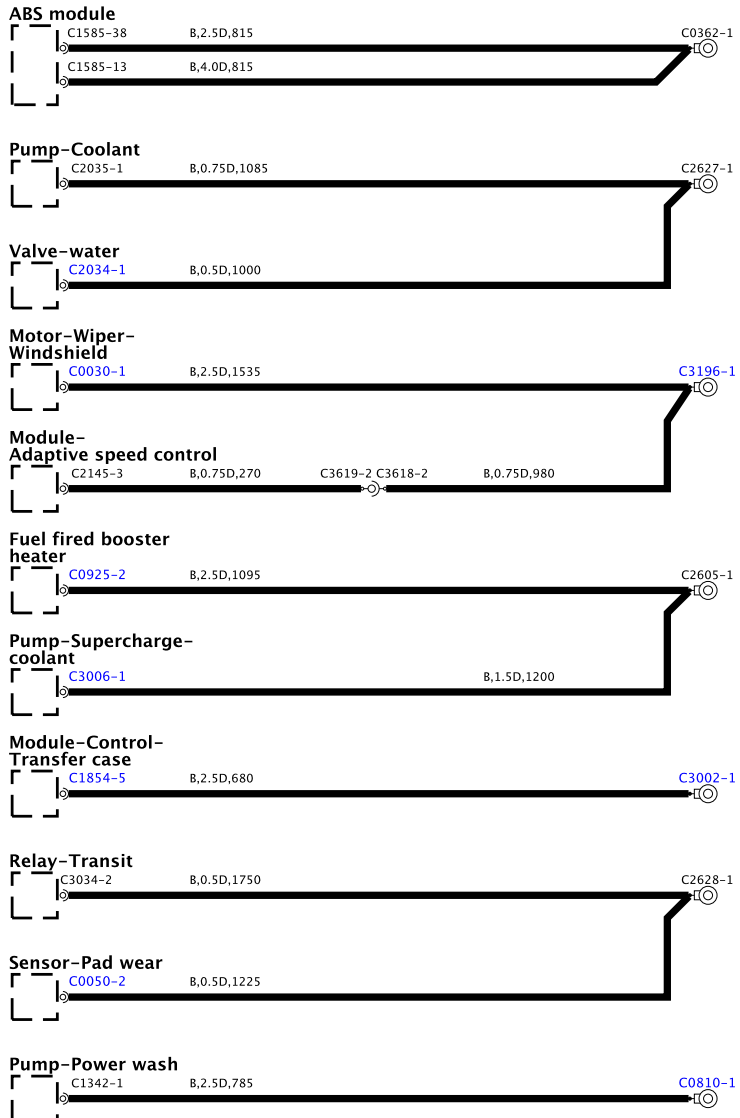 ABS module
C1585-38 B,2.5D,815 C0362-1
C1585-13 B,4.0D,815
Pump-Coolant
C2035-1 B,0.75D,1085 C2627-1
Valve-water
C2034-1 B,0.5D,1000
Motor-Wiper-
Windshield
C0030-1 B,2.5D,1535 C3196-1
Module-
Adaptive speed control
C2145-3 B,0.75D,270 C3619-2 C3618-2 B,0.75D,980
Fuel fired booster
heater
C0925-2 B,2.5D,1095 C2605-1
Pump-Supercharge-
coolant
C3006-1 B,1.5D,1200
Module-Control-
Transfer case
C1854-5 B,2.5D,680 C3002-1
Relay-Transit
C3034-2 B,0.5D,1750 C2628-1
Sensor-Pad wear
C0050-2 B,0.5D,1225
Pump-Power wash
C1342-1 B,2.5D,785 C0810-1